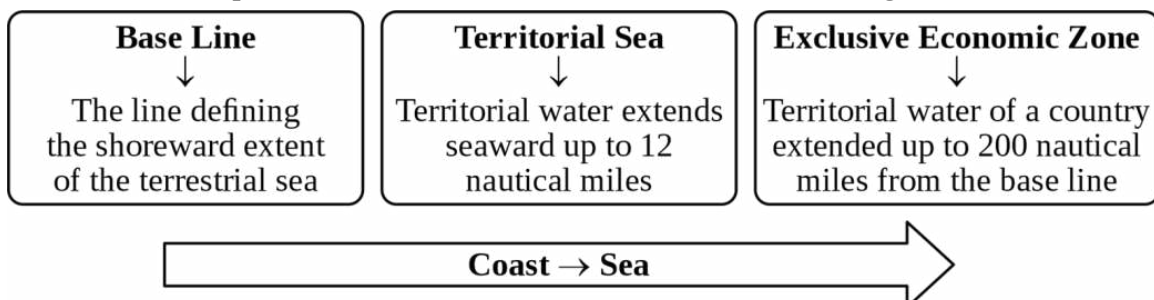 Base Line
↓
The line defining
the shoreward extent
of the terrestrial sea
Territorial Sea
↓
Territorial water extends
seaward up to 12
nautical miles
Exclusive Economic Zone
↓
Territorial water of a country
extended up to 200 nautical
miles from the base line
Coast → Sea